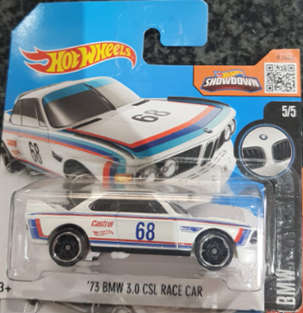 Hot Wheels
SHOWDOWN
5/5
68
BMW
Castrol
68
'73 BMW 3.0 CSL RACE CAR